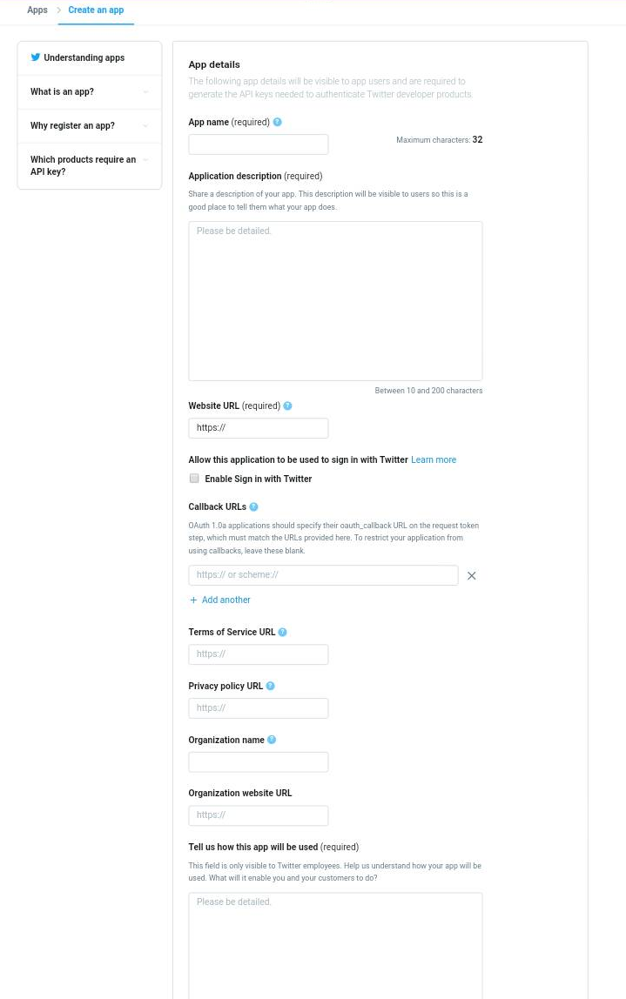 Apps
Create an app
Understanding apps
What is an app?
Why register an app?
Which products require an
API key?
App details
The following app details will be visible to app users and are required to
generate the API keys needed to authenticate Twitter developer products.
App name (required) ?
Maximum characters: 32
Application description (required)
Share a description of your app. This description will be visible to users so this is a
good place to tell them what your app does.
Please be detailed.
Between 10 and 200 characters
Website URL (required) ?
https://
Allow this application to be used to sign in with Twitter Learn more
Enable Sign in with Twitter
Callback URLs ?
OAuth 1.0a applications should specify their oauth_callback URL on the request token
step, which must match the URLs provided here. To restrict your application from
using callbacks, leave these blank.
https:// or scheme://
+ Add another
Terms of Service URL ?
https://
Privacy policy URL ?
https://
Organization name ?
Organization website URL
https://
Tell us how this app will be used (required)
This field is only visible to Twitter employees. Help us understand how your app will be
used. What will it enable you and your customers to do?
Please be detailed.